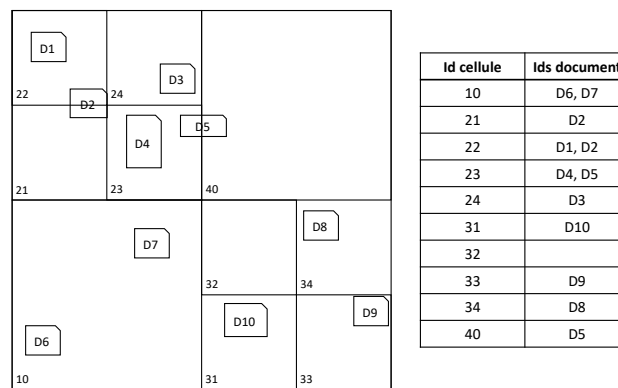 D1
D3
22
D2
24
D4
D5
21
23
40
D7
D8
32
34
D10
D9
D6
10
31
33
Id cellule Ids document
10 D6, D7
21 D2
22 D1, D2
23 D4, D5
24 D3
31 D10
32
33 D9
34 D8
40 D5